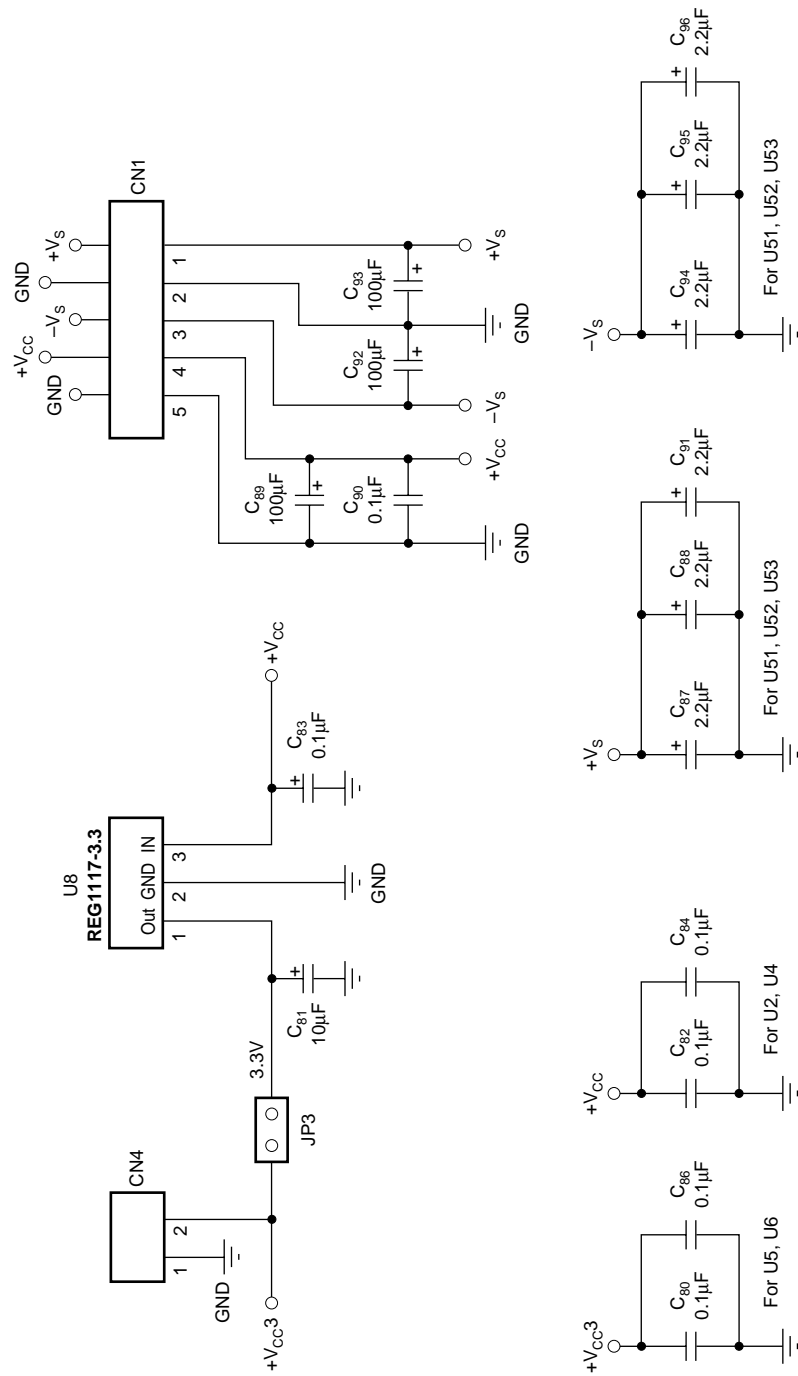 CN4
1
2
GND
+VCC3
JP3
3.3V
C81
10µF
U8
REG1117-3.3
Out GND IN
1
2
3
GND
C83
0.1µF
+VCC
GND
+VCC
–VS
GND
+VS
CN1
5
4
3
2
1
C89
100µF
C90
0.1µF
GND
+VCC
C92
100µF
C93
100µF
–VS
GND
+VS
+VCC3
C80
0.1µF
C86
0.1µF
For U5, U6
+VCC
C82
0.1µF
C84
0.1µF
For U2, U4
+VS
C87
2.2µF
C88
2.2µF
C91
2.2µF
For U51, U52, U53
–VS
C94
2.2µF
C95
2.2µF
C96
2.2µF
For U51, U52, U53